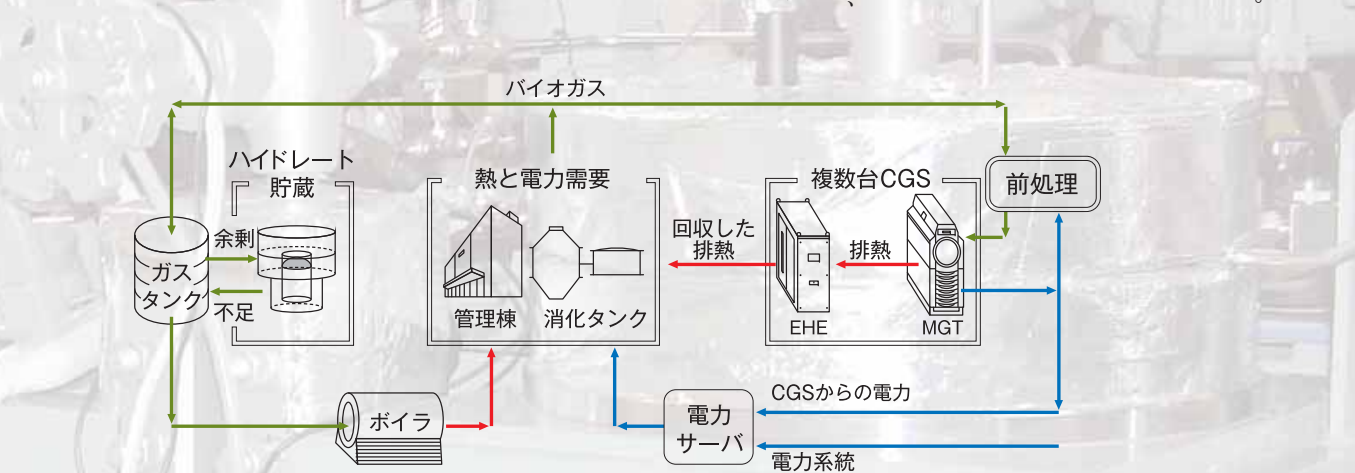 、
。
バイオガス
ハイドレート
貯蔵
熱と電力需要
複数台CGS
前処理
余剰
ガス
タンク
不足
回収した
排熱
排熱
管理棟
消化タンク
EHE
MGT
ボイラ
電力
サーバ
CGSからの電力
電力系統